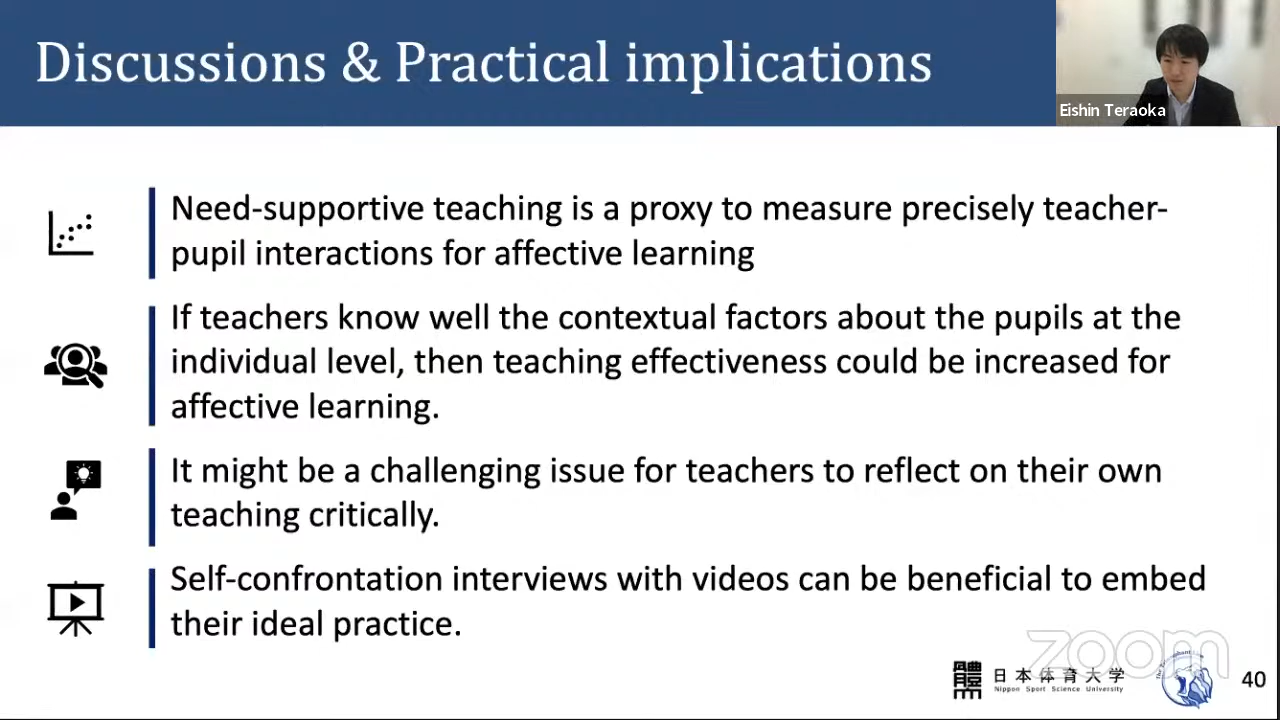 Discussions & Practical implications
Eishin Teraoka
Need-supportive teaching is a proxy to measure precisely teacher-
pupil interactions for affective learning
If teachers know well the contextual factors about the pupils at the
individual level, then teaching effectiveness could be increased for
affective learning.
It might be a challenging issue for teachers to reflect on their own
teaching critically.
Self-confrontation interviews with videos can be beneficial to embed
their ideal practice.
zoom
體
日本体育大学
Nippon Sport Science University
40